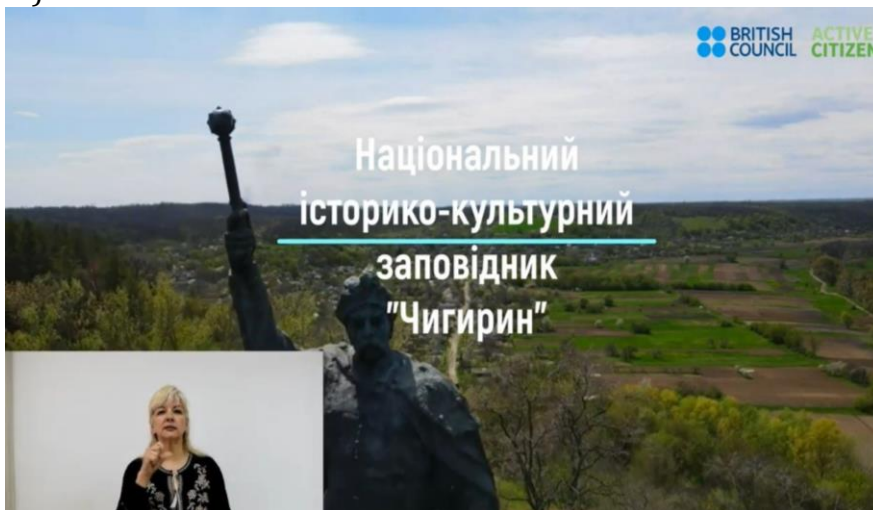 BRITISH
COUNCIL
ACTIVE
CITIZEN
Національний
історико-культурний
заповідник
"Чигирин"